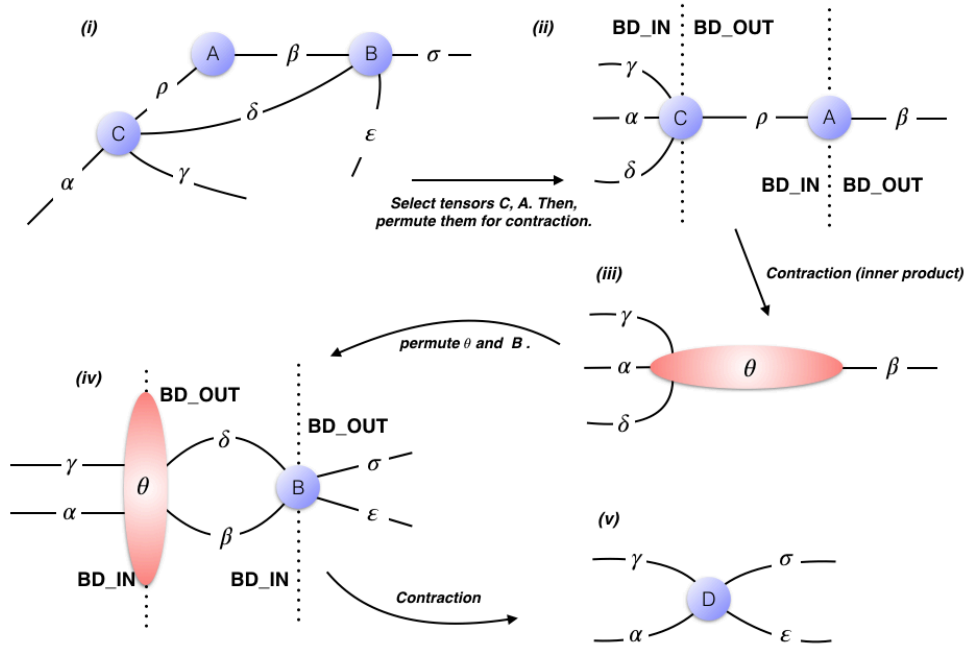 (i)
A
β
B
σ
ρ
δ
C
ε
α
γ
Select tensors C, A. Then,
permute them for contraction.
(ii)
BD_IN
BD_OUT
γ
α
C
ρ
A
β
δ
BD_IN
BD_OUT
Contraction (inner product)
(iii)
γ
α
θ
β
δ
permute θ and B .
(iv)
BD_OUT
BD_OUT
δ
σ
γ
θ
B
α
ε
β
BD_IN
BD_IN
Contraction
(v)
γ
σ
D
α
ε